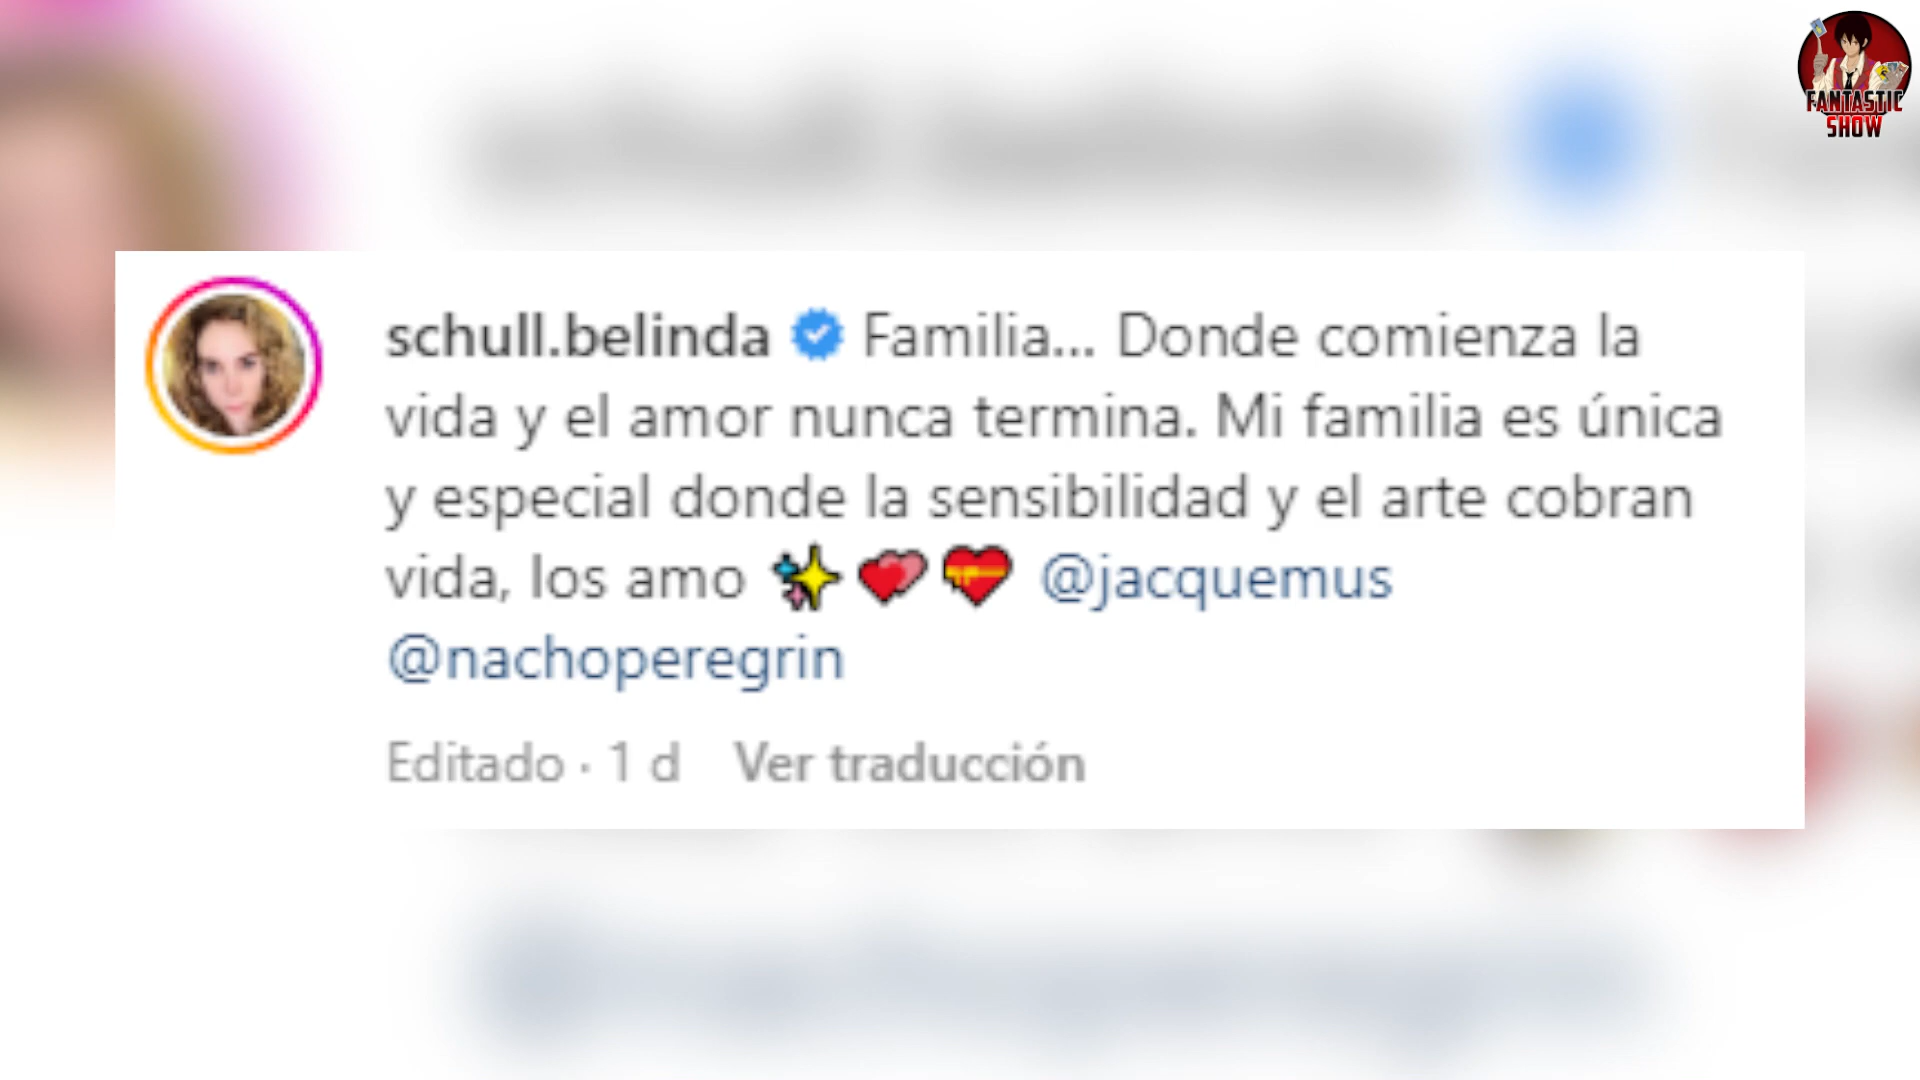 FANTASTIC
SHOW
schull.belinda Familia... Donde comienza la
vida y el amor nunca termina. Mi familia es única
y especial donde la sensibilidad y el arte cobran
vida, los amo ✨💕💝 @jacquemus
@nachoperegrin
Editado · 1 d Ver traducción